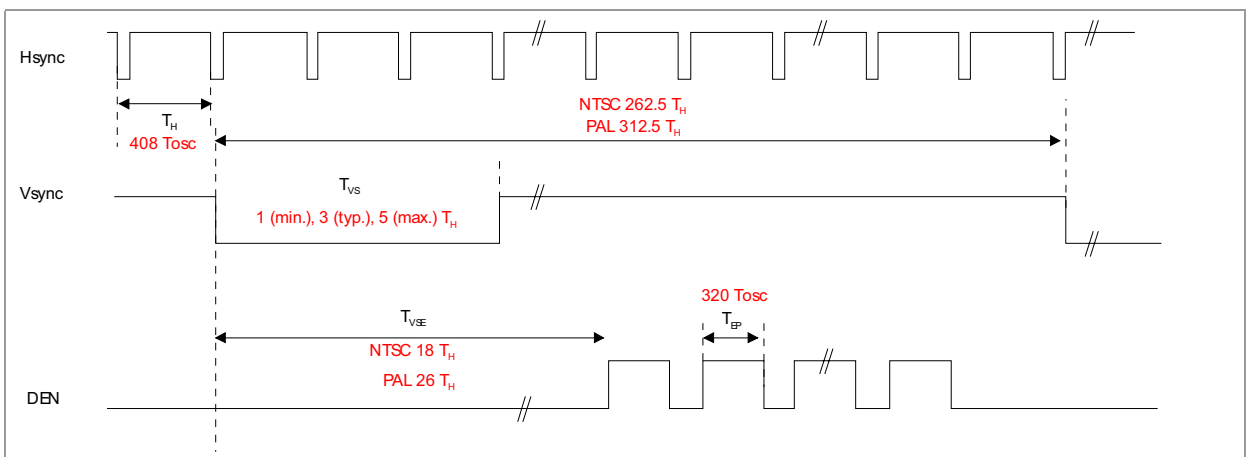 Hsync
NTSC 262.5 TH
PAL 312.5 TH
TH
408 Tosc
Vsync
TVS
1 (min.), 3 (typ.), 5 (max.) TH
320 Tosc
TVSE
TEP
NTSC 18 TH
PAL 26 TH
DEN